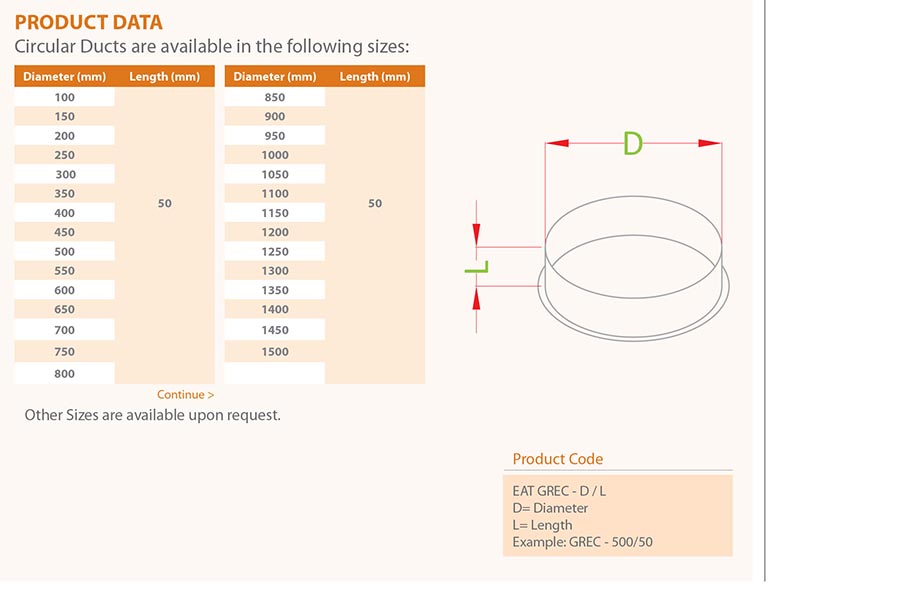 PRODUCT DATA
Circular Ducts are available in the following sizes:
Diameter (mm) Length (mm) Diameter (mm) Length (mm)
100 850
150 900
200 950
250 1000
300 1050
350 1100
50 50
400 1150
450 1200
500 1250
550 1300
600 1350
650 1400
700 1450
750 1500
800
Continue >
Other Sizes are available upon request.
D
L
Product Code
EAT GREC - D / L
D= Diameter
L= Length
Example: GREC - 500/50